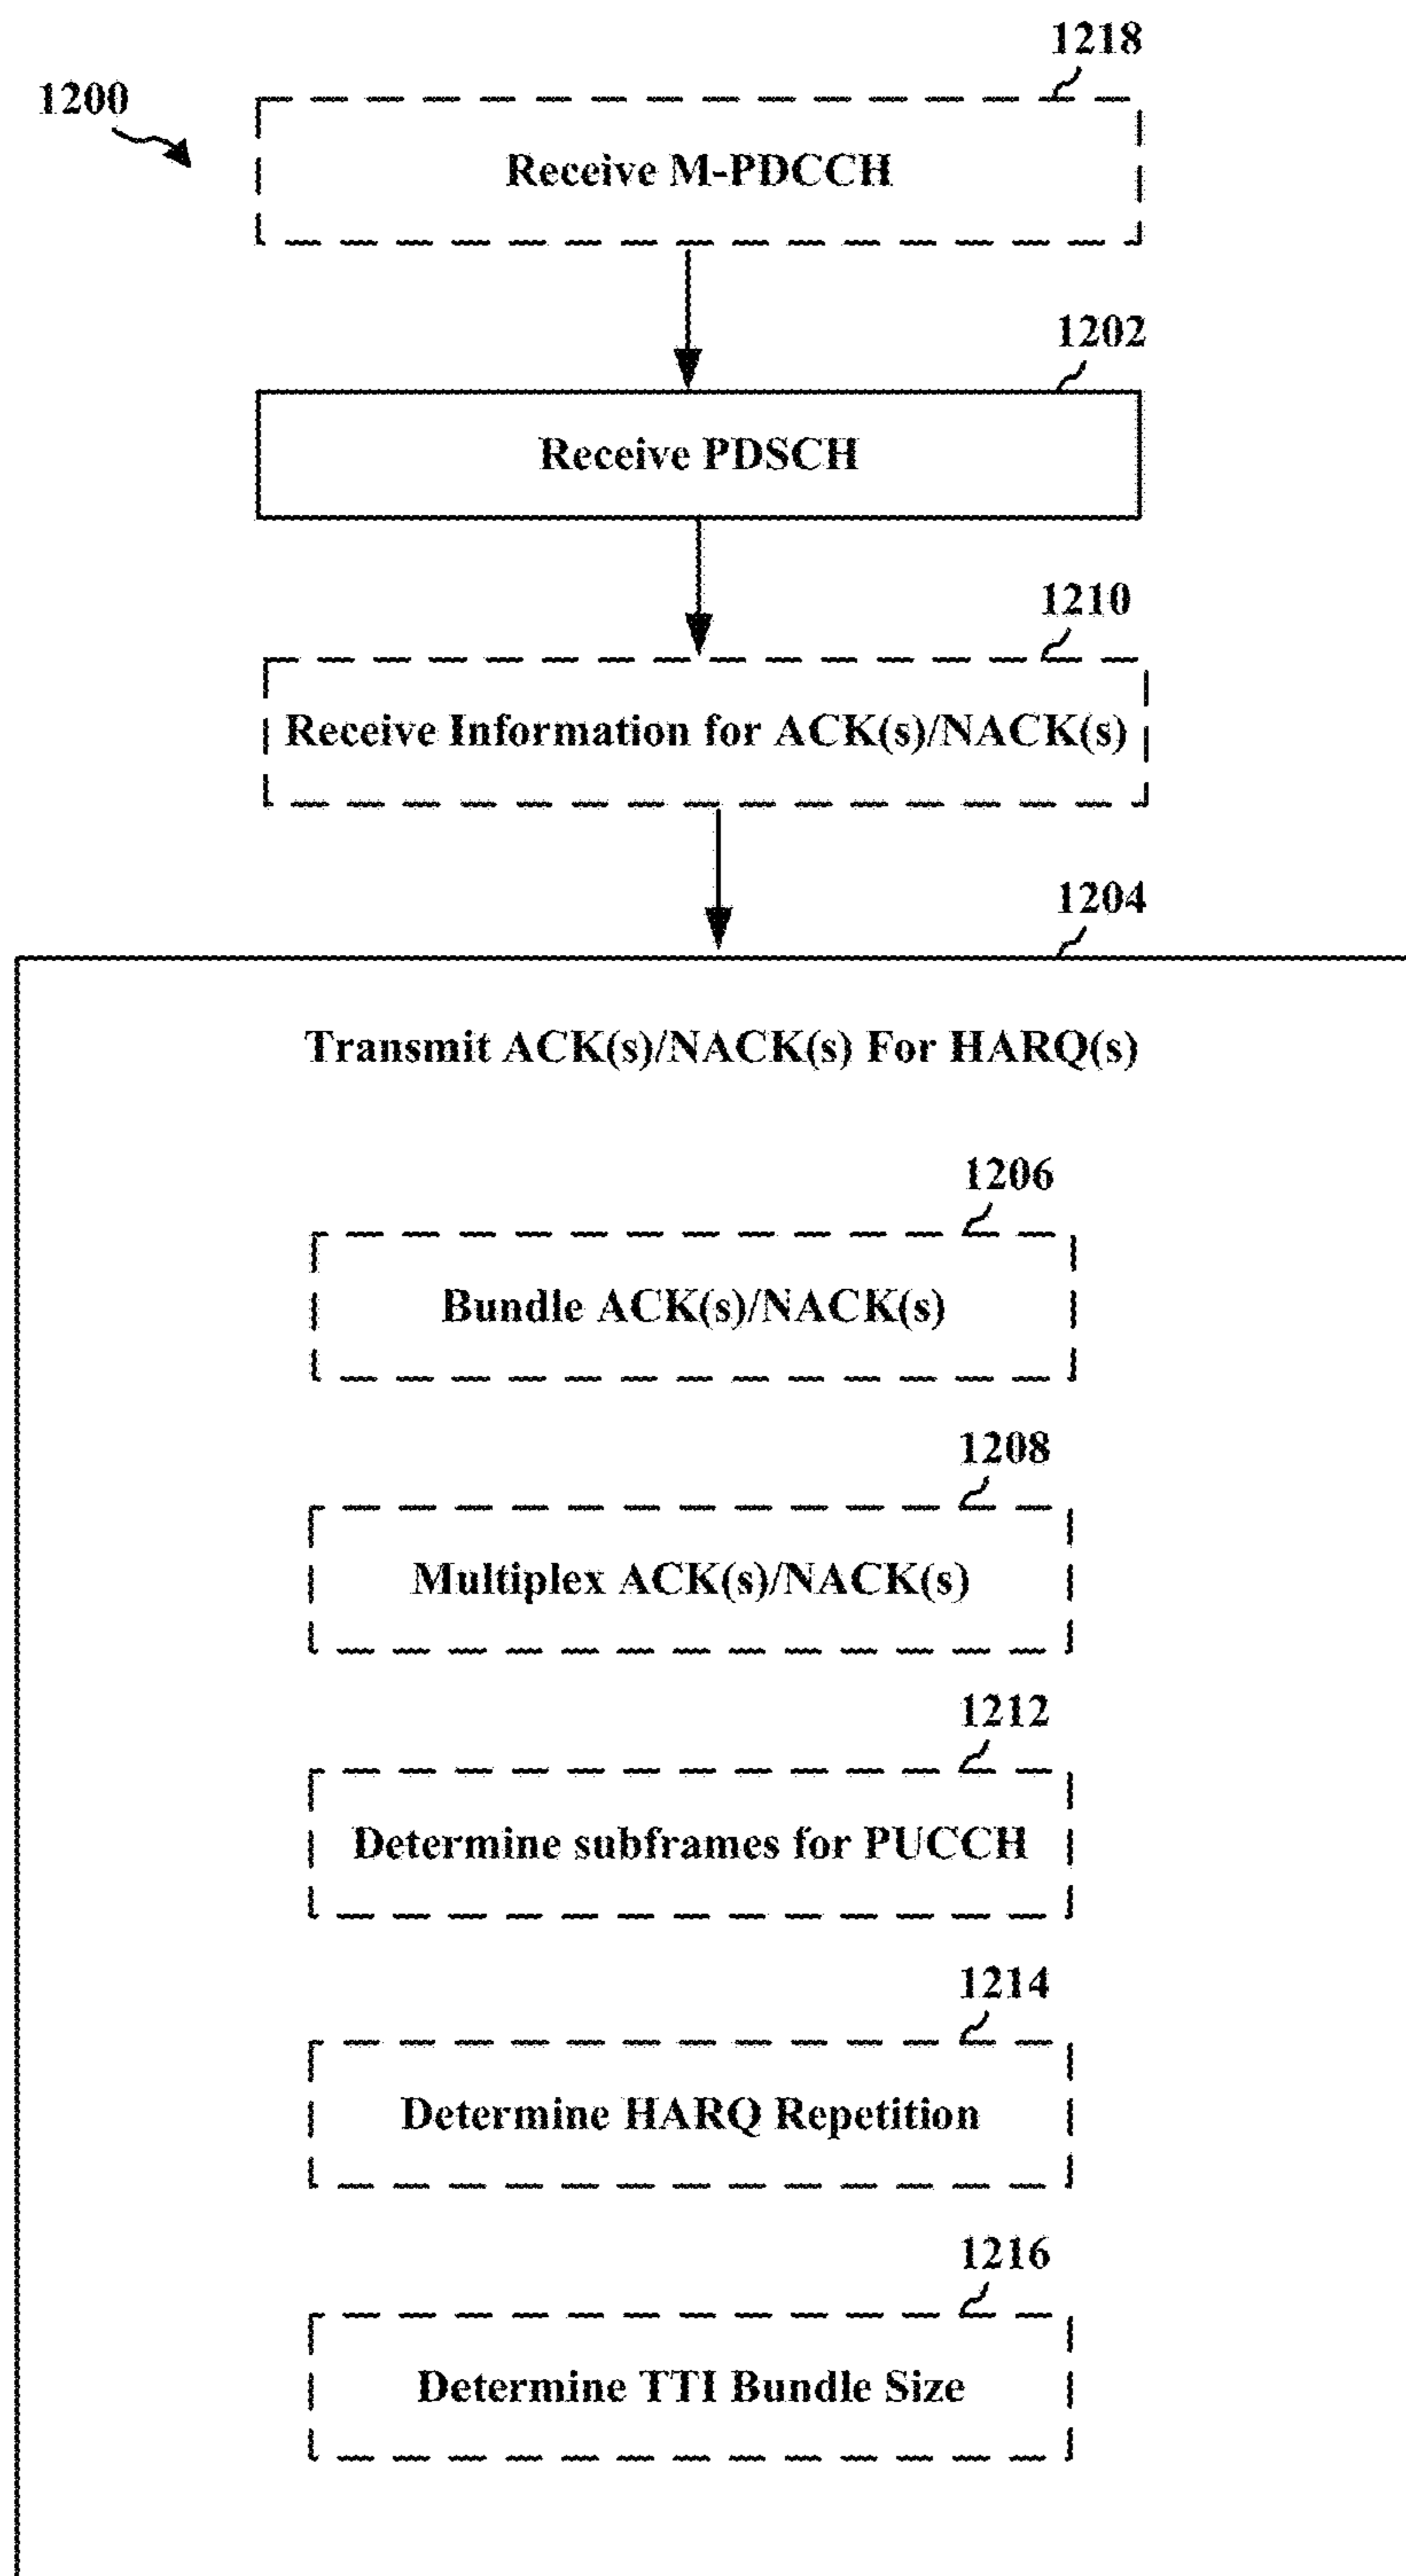 1218
1200
Receive M-PDCCH
1202
Receive PDSCH
1210
Receive Information for ACK(s)/NACK(s)
1204
Transmit ACK(s)/NACK(s) For HARQ(s)
1206
Bundle ACK(s)/NACK(s)
1208
Multiplex ACK(s)/NACK(s)
1212
Determine subframes for PUCCH
1214
Determine HARQ Repetition
1216
Determine TTI Bundle Size